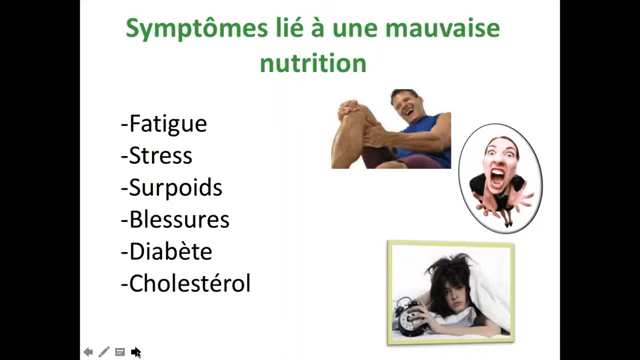 Symptômes lié à une mauvaise
nutrition
-Fatigue
-Stress
-Surpoids
-Blessures
-Diabète
-Cholestérol